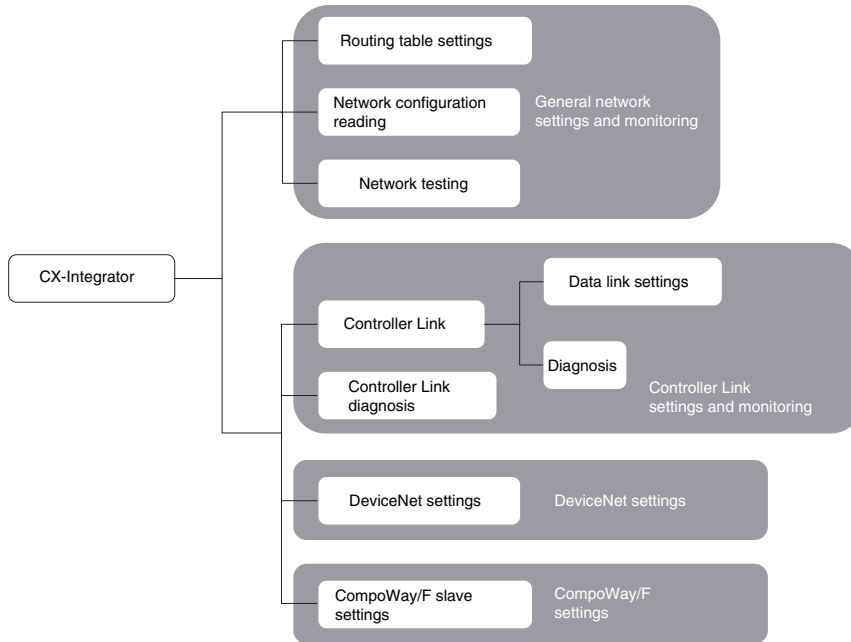 Routing table settings
Network configuration
reading
General network
settings and monitoring
Network testing
CX-Integrator
Data link settings
Controller Link
Diagnosis
Controller Link
diagnosis
Controller Link
settings and monitoring
DeviceNet settings
DeviceNet settings
CompoWay/F slave
settings
CompoWay/F
settings